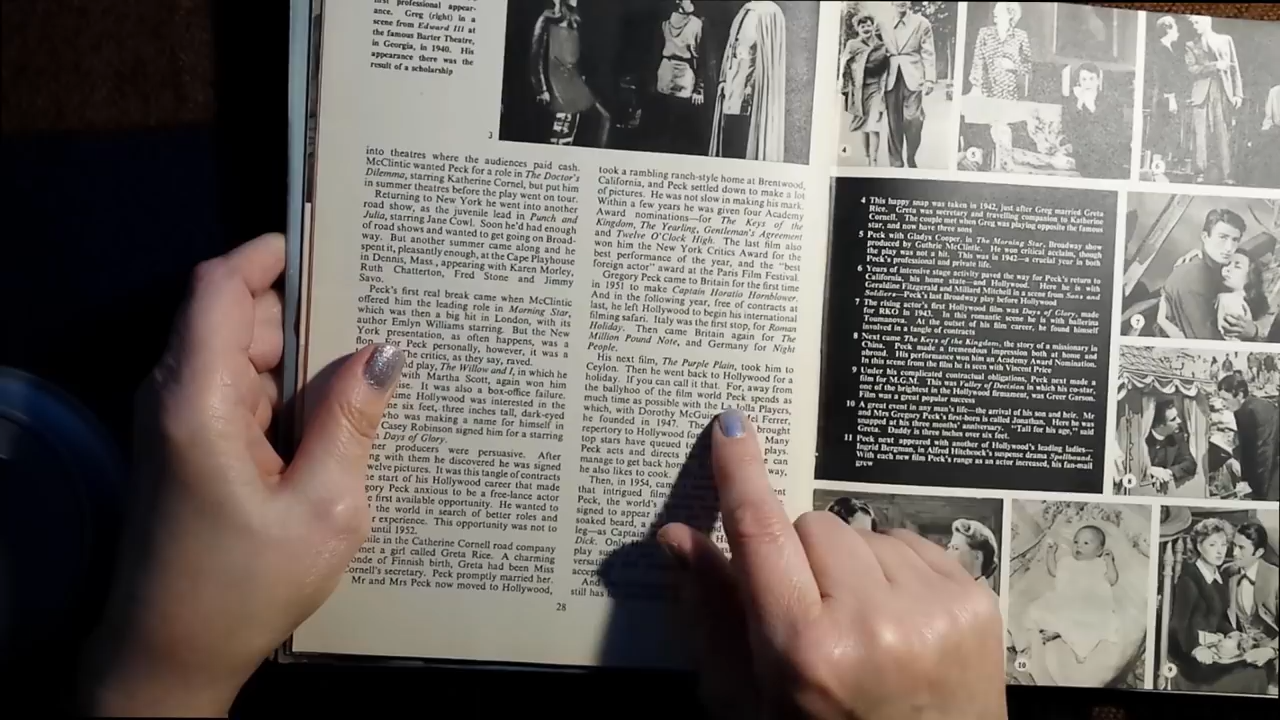 first professional appear-
ance. Greg (right) in a
scene from Edward III at
the famous Barter Theatre,
in Georgia, in 1940. His
appearance there was the
result of a scholarship
3
into theatres where the audiences paid cash.
McClintic wanted Peck for a role in The Doctor's
Dilemma, starring Katherine Cornel, but put him
in summer theatres before the play went on tour.
Returning to New York he went into another
road show, as the juvenile lead in Punch and
Julia, starring Jane Cowl. Soon he'd had enough
of road shows and wanted to get going on Broad-
way. But another summer came along and he
spent it, pleasantly enough, at the Cape Playhouse
in Dennis, Mass, appearing with Karen Morley,
Ruth Chatterton, Fred Stone and Jimmy
Savo.
Peck's first real break came when McClintic
offered him the leading role in Morning Star,
which was then a big hit in London, with its
author Emlyn Williams starring. But the New
York presentation, as often happens, was a
flop. For Peck personally, however, it was a
The critics, as they say, raved.
play, The Willow and I, in which he
with Martha Scott, again won him
It was also a box-office failure.
time Hollywood was interested in the
six feet, three inches tall, dark-eyed
who was making a name for himself in
Casey Robinson signed him for a starring
Days of Glory.
producers were persuasive. After
with them he discovered he was signed
twelve pictures. It was this tangle of contracts
start of his Hollywood career that made
Gregory Peck anxious to be a free-lance actor
first available opportunity. He wanted to
the world in search of better roles and
experience. This opportunity was not to
until 1952.
While in the Catherine Cornell road company
met a girl called Greta Rice. A charming
blonde of Finnish birth, Greta had been Miss
Cornell's secretary. Peck promptly married her.
Mr and Mrs Peck now moved to Hollywood,
took a rambling ranch-style home at Brentwood,
California, and Peck settled down to make a lot
of pictures. He was not slow in making his mark.
Within a few years he was given four Academy
Award nominations—for The Keys of the
Kingdom, The Yearling, Gentleman's Agreement
and Twelve O'Clock High. The last film also
won him the New York Critics Award for the
best performance of the year, and the "best
foreign actor" award at the Paris Film Festival.
Gregory Peck came to Britain for the first time
in 1951 to make Captain Horatio Hornblower.
And in the following year, free of contracts at
last, he left Hollywood to begin his international
filming safari. Italy was the first stop, for Roman
Holiday. Then came Britain again for The
Million Pound Note, and Germany for Night
People.
His next film, The Purple Plain, took him to
Ceylon. Then he went back to Hollywood for a
holiday. If you can call it that. For, away from
the ballyhoo of the film world Peck spends as
much time as possible with the La Jolla Players,
which, with Dorothy McGuire Mel Ferrer,
he founded in 1947. brought
repertory to Hollywood for Many
top stars have queued plays.
Peck acts and directs can
manage to get back home way,
he also likes to cook.
Then, in 1954, came
that intrigued film
Peck, the world's
signed to appear
soaked beard, a
leg—as Captain
Dick. Only
play such
And
still has
28
4
5
6
4 This happy snap was taken in 1942, just after Greg married Greta
Rice. Greta was secretary and travelling companion to Katherine
Cornell. The couple met when Greg was playing opposite the famous
star, and now have three sons
5 Peck with Gladys Cooper, in The Morning Star, Broadway show
produced by Guthrie McClintic. He won critical acclaim, though
the play was not a hit. This was in 1942—a crucial year in both
Peck's professional and private life.
6 Years of intensive stage activity paved the way for Peck's return to
California, his home state—and Hollywood. Here he is with
Geraldine Fitzgerald and Millard Mitchell in a scene from Sons and
Soldiers—Peck's last Broadway play before Hollywood
7 The rising actor's first Hollywood film was Days of Glory, made
for RKO in 1943. In this romantic scene he is with ballerina
Toumanova. At the outset of his film career, he found himself
involved in a tangle of contracts
8 Next came The Keys of the Kingdom, the story of a missionary in
China. Peck made a tremendous impression both at home and
abroad. His performance won him an Academy Award Nomination.
In this scene from the film he is seen with Vincent Price
9 Under his complicated contractual obligations, Peck next made a
film for M.G.M. This was Valley of Decision in which his co-star,
one of the brightest in the Hollywood firmament, was Greer Garson.
Film was a great popular success
10 A great event in any man's life—the arrival of his son and heir. Mr
and Mrs Gregory Peck's first-born is called Jonathan. Here he was
snapped at his three months' anniversary. "Tall for his age," said
Greta. Daddy is three inches over six feet.
11 Peck next appeared with another of Hollywood's leading ladies—
Ingrid Bergman, in Alfred Hitchcock's suspense drama Spellbound.
With each new film Peck's range as an actor increased, his fan-mail
grew
7
8
10
9